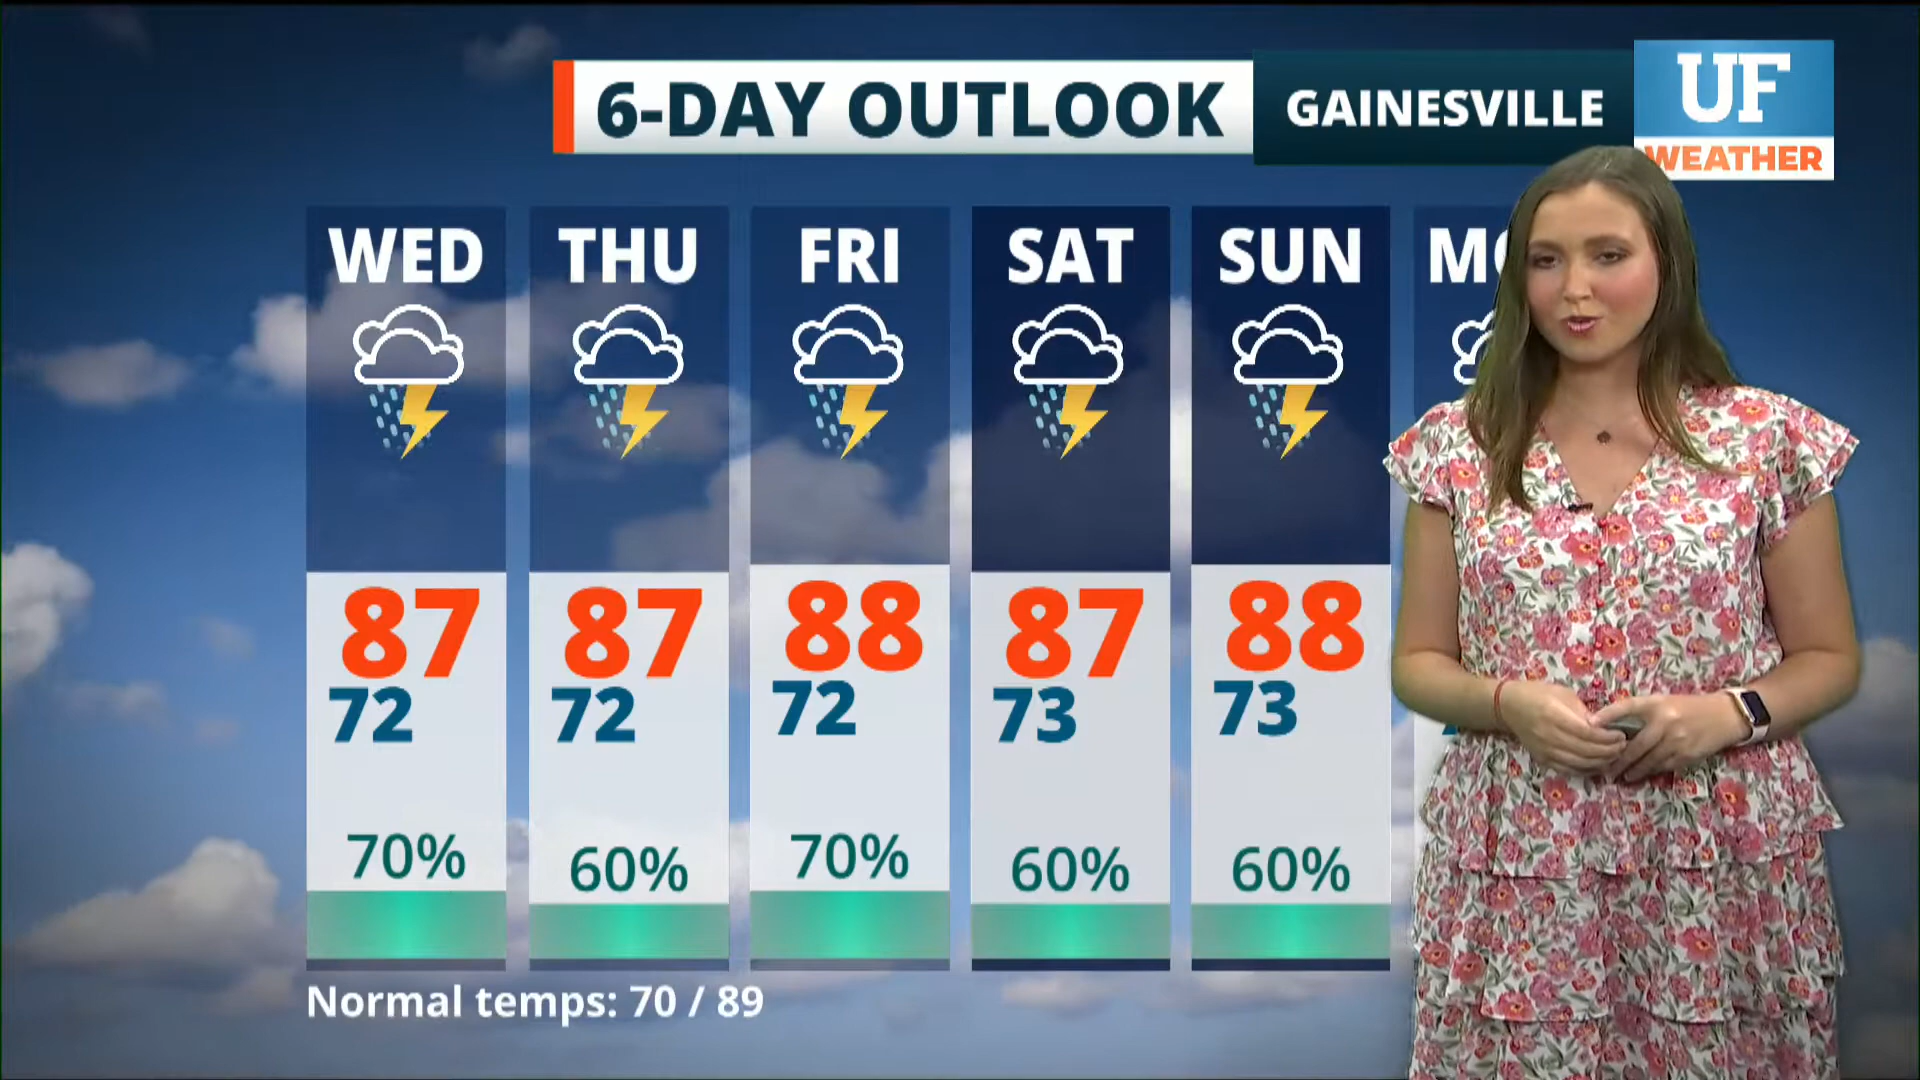 6-DAY OUTLOOK
GAINESVILLE
UF
WEATHER
WED THU FRI SAT SUN
87 87 88 87 88
72 72 72 73 73
70% 60% 70% 60% 60%
Normal temps: 70 / 89